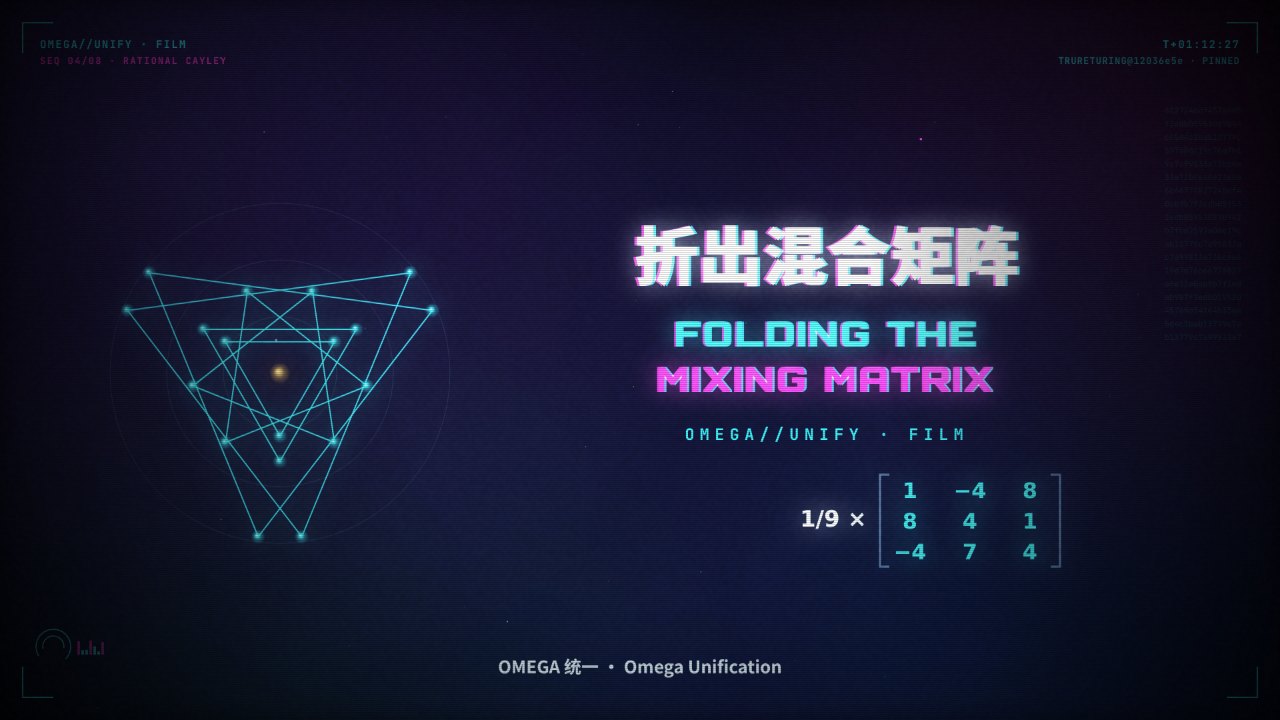 OMEGA//UNIFY · FILM
SEQ 04/08 · RATIONAL CAYLEY
T+01:12:27
TRURETURING@12036e5e · PINNED
折出混合矩阵
FOLDING THE
MIXING MATRIX
OMEGA//UNIFY · FILM
1/9 ×
1 −4 8
8 4 1
−4 7 4
OMEGA 统一 · Omega Unification